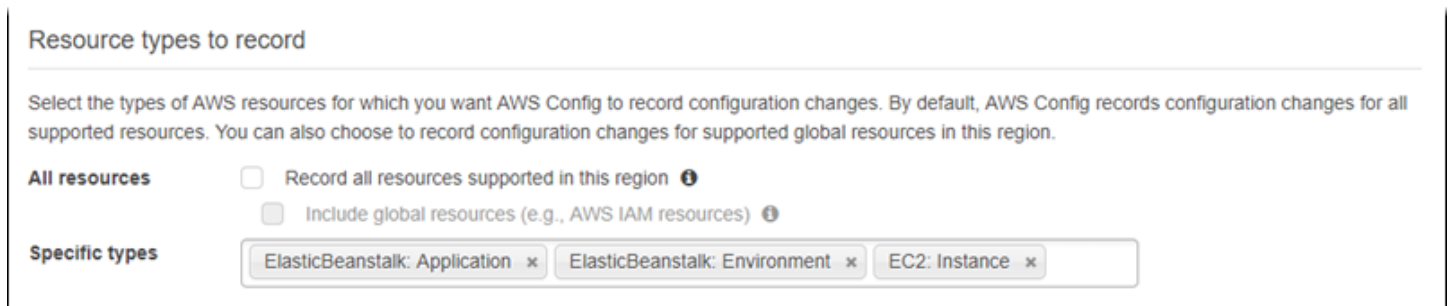 Resource types to record
Select the types of AWS resources for which you want AWS Config to record configuration changes. By default, AWS Config records configuration changes for all
supported resources. You can also choose to record configuration changes for supported global resources in this region.
All resources Record all resources supported in this region
Include global resources (e.g., AWS IAM resources)
Specific types ElasticBeanstalk: Application × ElasticBeanstalk: Environment × EC2: Instance ×